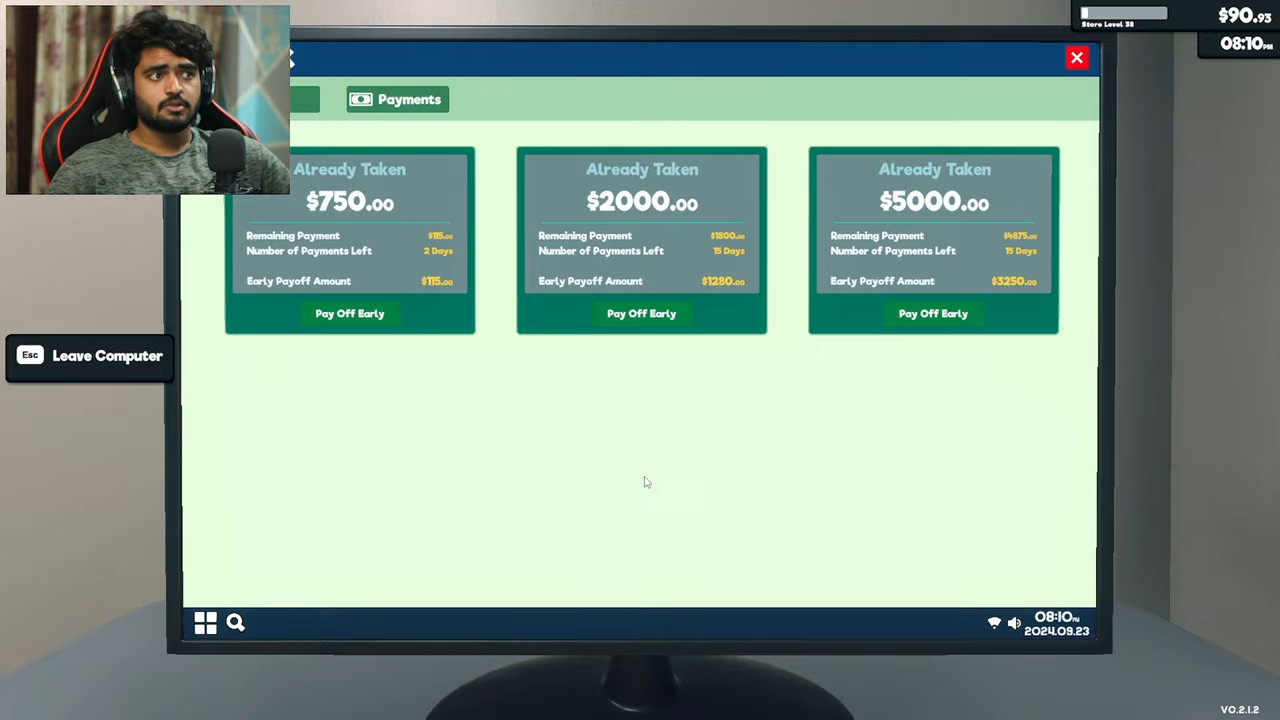 $90.93
Store Level 38
08:10PM
Payments
Already Taken
$750.00
Remaining Payment $115.00
Number of Payments Left 2 Days
Early Payoff Amount $115.00
Pay Off Early
Already Taken
$2000.00
Remaining Payment $1800.00
Number of Payments Left 15 Days
Early Payoff Amount $1280.00
Pay Off Early
Already Taken
$5000.00
Remaining Payment $4875.00
Number of Payments Left 15 Days
Early Payoff Amount $3250.00
Pay Off Early
Esc Leave Computer
08:10PM
2024.09.23
V0.2.1.2